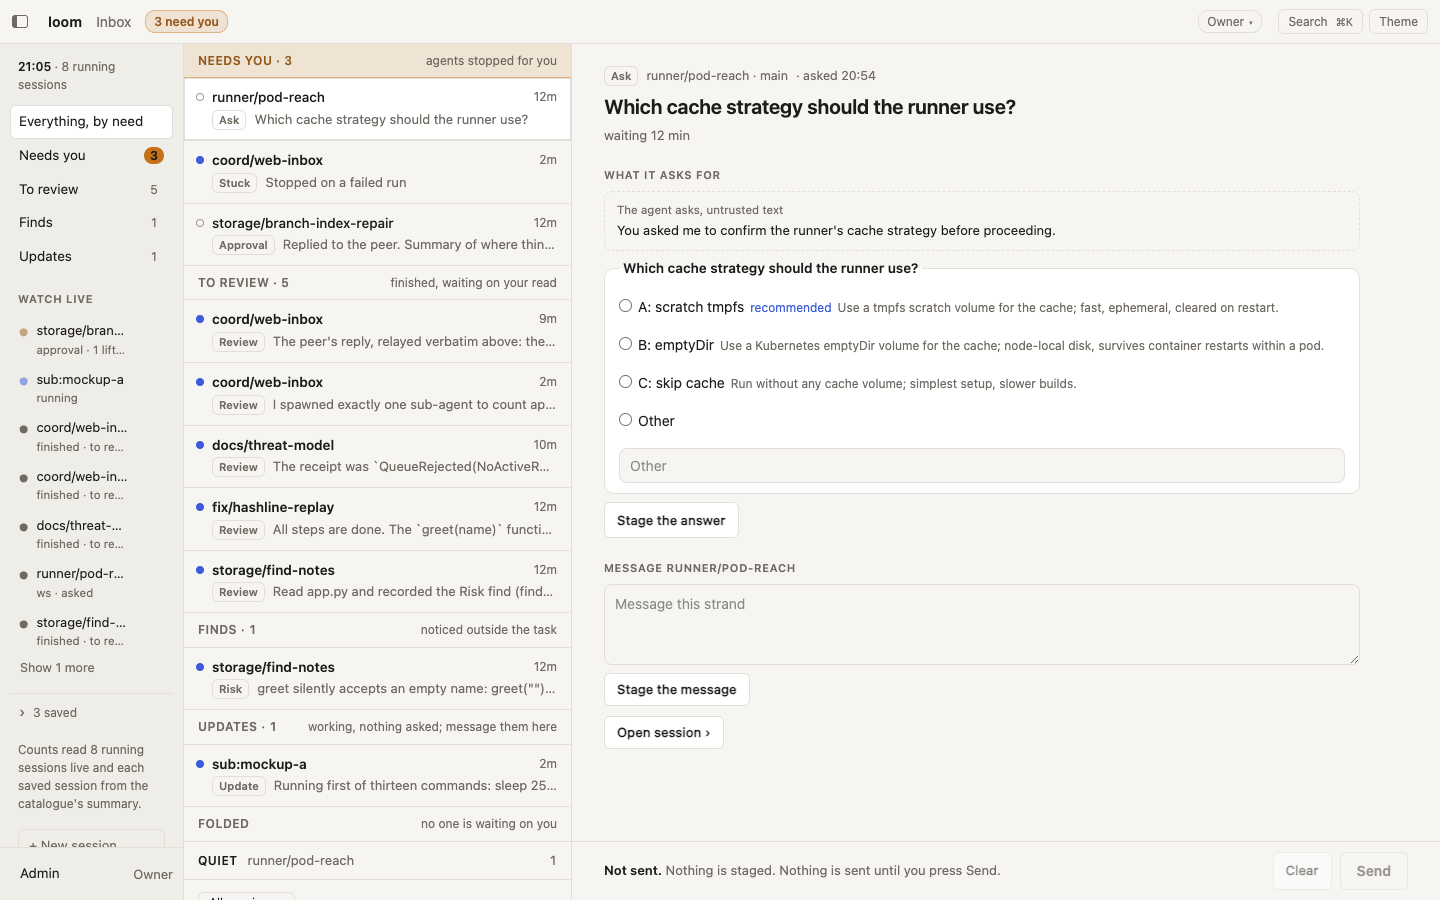 loom Inbox 3 need you Owner Search ⌘K Theme
21:05 · 8 running
sessions
Everything, by need
Needs you 3
To review 5
Finds 1
Updates 1
WATCH LIVE
storage/bran...
approval · 1 lift...
sub:mockup-a
running
coord/web-in...
finished · to re...
coord/web-in...
finished · to re...
docs/threat-...
finished · to re...
runner/pod-r...
ws · asked
storage/find-...
finished · to re...
Show 1 more
› 3 saved
Counts read 8 running
sessions live and each
saved session from the
catalogue's summary.
+ New session
Admin Owner
NEEDS YOU · 3 agents stopped for you
runner/pod-reach 12m
Ask Which cache strategy should the runner use?
coord/web-inbox 2m
Stuck Stopped on a failed run
storage/branch-index-repair 12m
Approval Replied to the peer. Summary of where thin...
TO REVIEW · 5 finished, waiting on your read
coord/web-inbox 9m
Review The peer's reply, relayed verbatim above: the...
coord/web-inbox 2m
Review I spawned exactly one sub-agent to count ap...
docs/threat-model 10m
Review The receipt was `QueueRejected(NoActiveR...
fix/hashline-replay 12m
Review All steps are done. The `greet(name)` functi...
storage/find-notes 12m
Review Read app.py and recorded the Risk find (find...
FINDS · 1 noticed outside the task
storage/find-notes 12m
Risk greet silently accepts an empty name: greet("")...
UPDATES · 1 working, nothing asked; message them here
sub:mockup-a 2m
Update Running first of thirteen commands: sleep 25...
FOLDED no one is waiting on you
QUIET runner/pod-reach 1
Ask runner/pod-reach · main · asked 20:54
Which cache strategy should the runner use?
waiting 12 min
WHAT IT ASKS FOR
The agent asks, untrusted text
You asked me to confirm the runner's cache strategy before proceeding.
Which cache strategy should the runner use?
A: scratch tmpfs recommended Use a tmpfs scratch volume for the cache; fast, ephemeral, cleared on restart.
B: emptyDir Use a Kubernetes emptyDir volume for the cache; node-local disk, survives container restarts within a pod.
C: skip cache Run without any cache volume; simplest setup, slower builds.
Other
Other
Stage the answer
MESSAGE RUNNER/POD-REACH
Message this strand
Stage the message
Open session ›
Not sent. Nothing is staged. Nothing is sent until you press Send. Clear Send